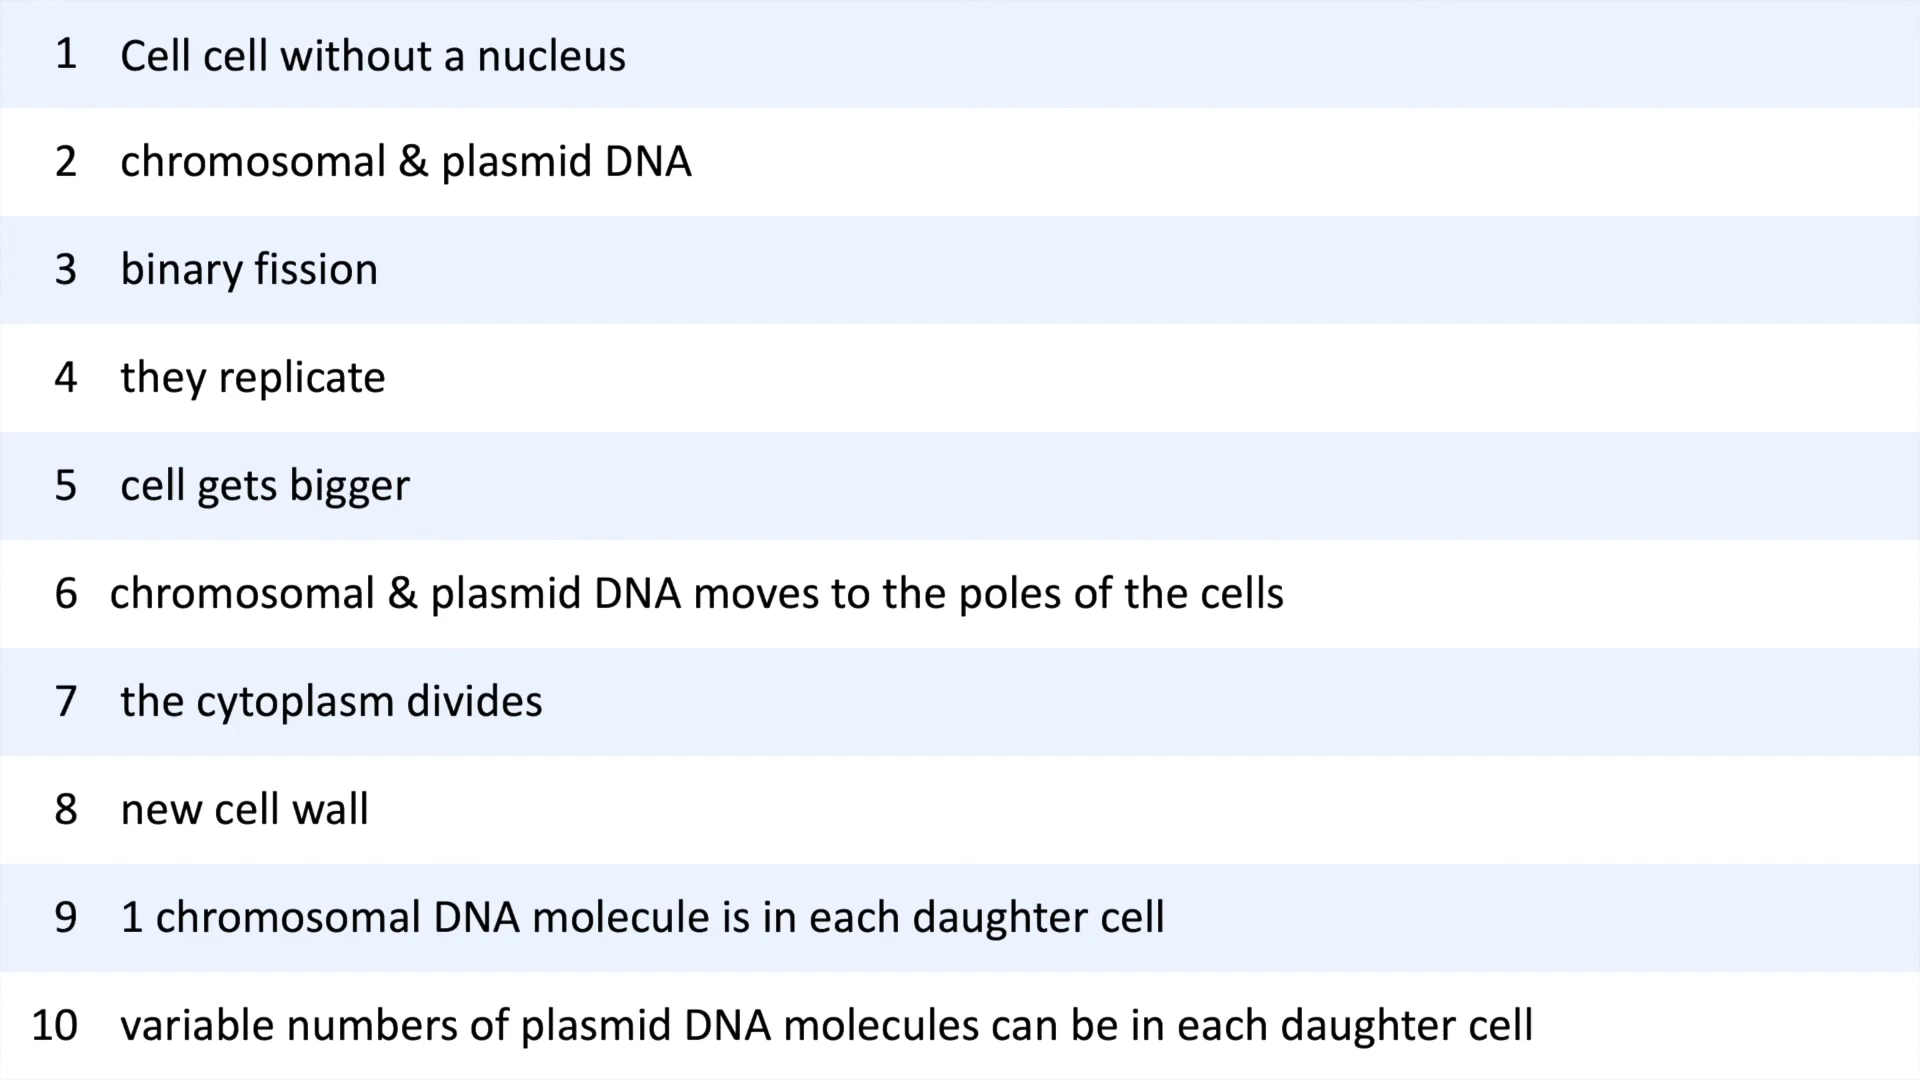 1 Cell cell without a nucleus
2 chromosomal & plasmid DNA
3 binary fission
4 they replicate
5 cell gets bigger
6 chromosomal & plasmid DNA moves to the poles of the cells
7 the cytoplasm divides
8 new cell wall
9 1 chromosomal DNA molecule is in each daughter cell
10 variable numbers of plasmid DNA molecules can be in each daughter cell